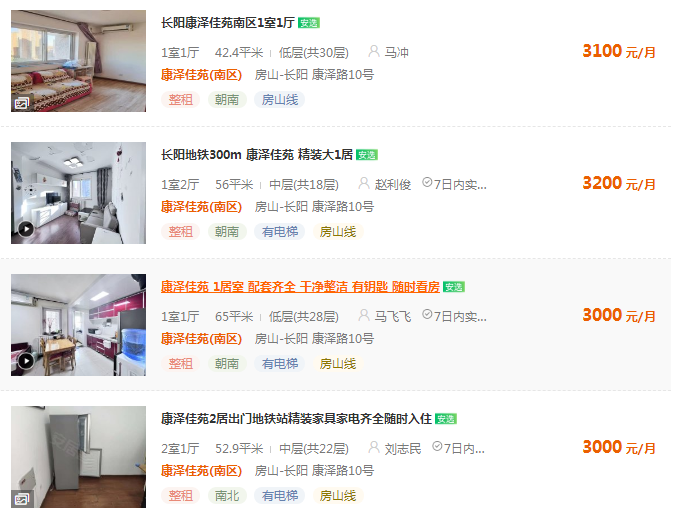 长阳康泽佳苑南区1室1厅 安选
1室1厅 42.4平米 低层(共30层) 马冲
3100 元/月
康泽佳苑(南区) 房山-长阳 康泽路10号
整租 朝南 房山线
长阳地铁300m 康泽佳苑 精装大1居 安选
1室2厅 56平米 中层(共18层) 赵利俊 7日内实...
3200 元/月
康泽佳苑(南区) 房山-长阳 康泽路10号
整租 朝南 有电梯 房山线
康泽佳苑 1居室 配套齐全 干净整洁 有钥匙 随时看房 安选
1室1厅 65平米 低层(共28层) 马飞飞 7日内实...
3000 元/月
康泽佳苑(南区) 房山-长阳 康泽路10号
整租 朝南 有电梯 房山线
康泽佳苑2居出门地铁站精装家具家电齐全随时入住 安选
2室1厅 52.9平米 中层(共22层) 刘志民 7日内...
3000 元/月
康泽佳苑(南区) 房山-长阳 康泽路10号
整租 南北 有电梯 房山线